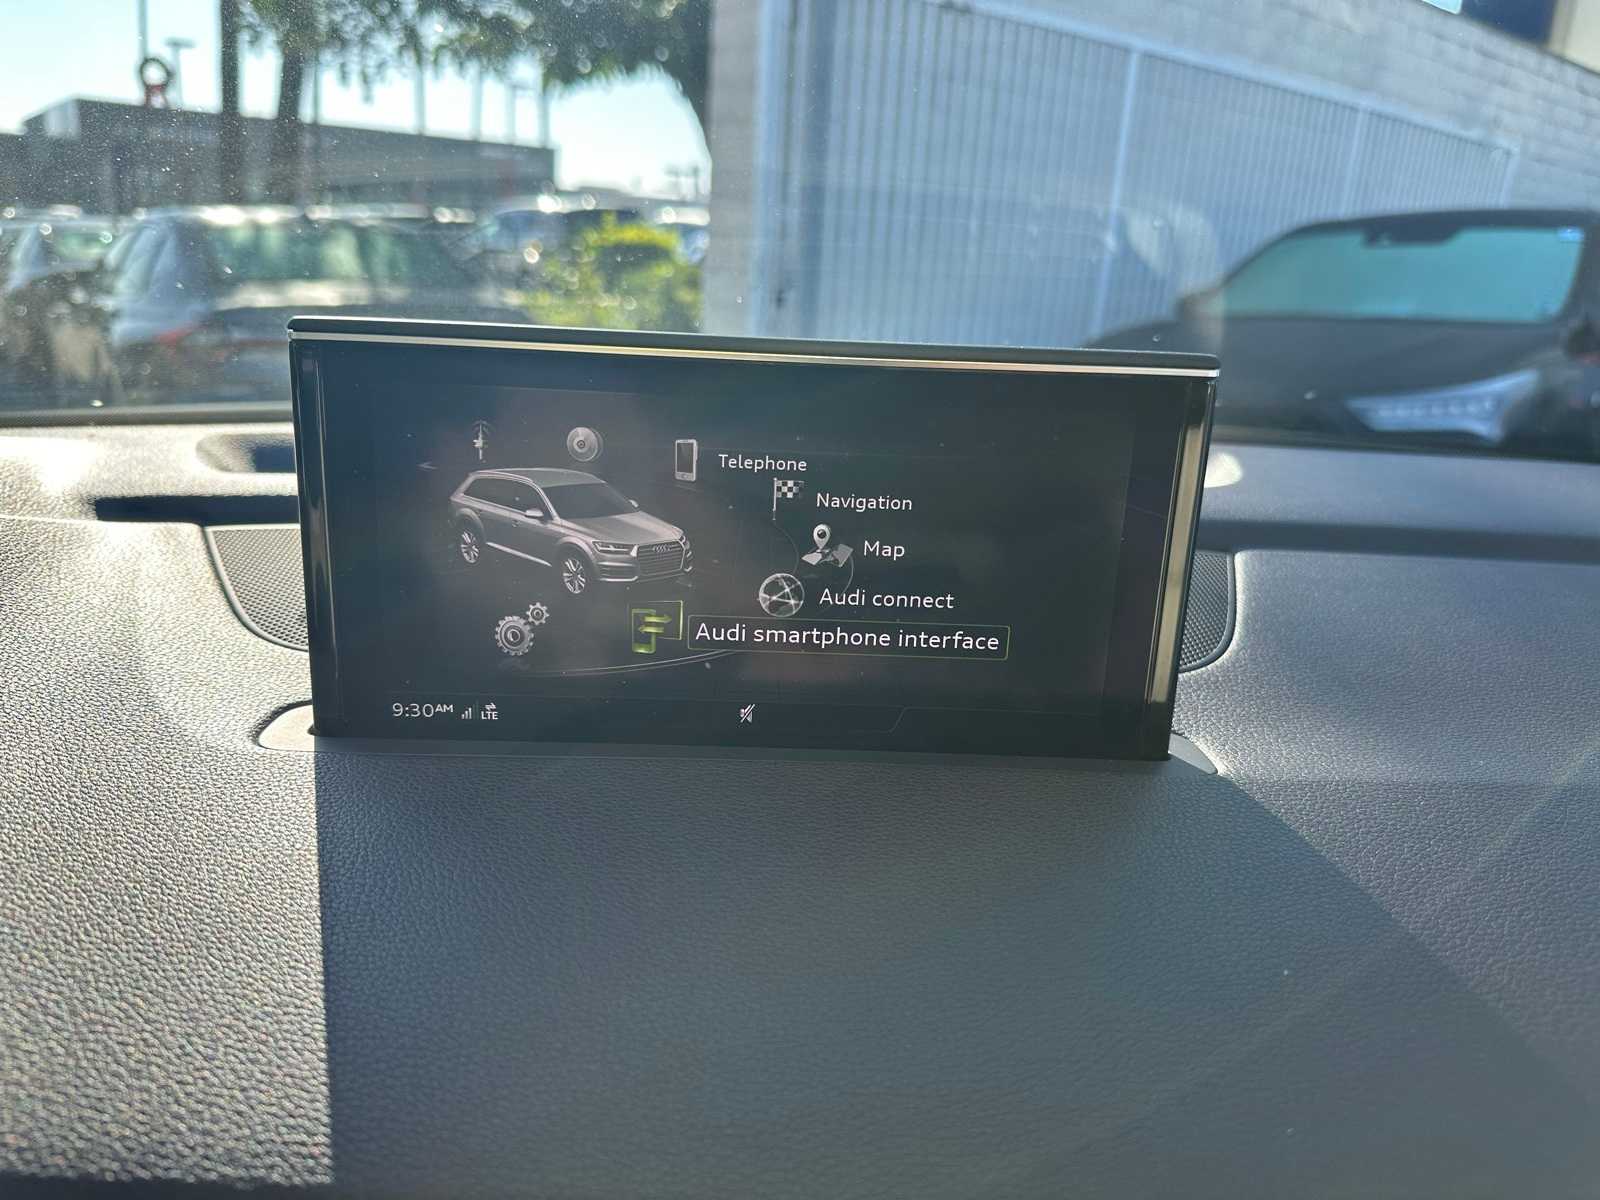 Telephone
Navigation
Map
Audi connect
Audi smartphone interface
9:30AM LTE